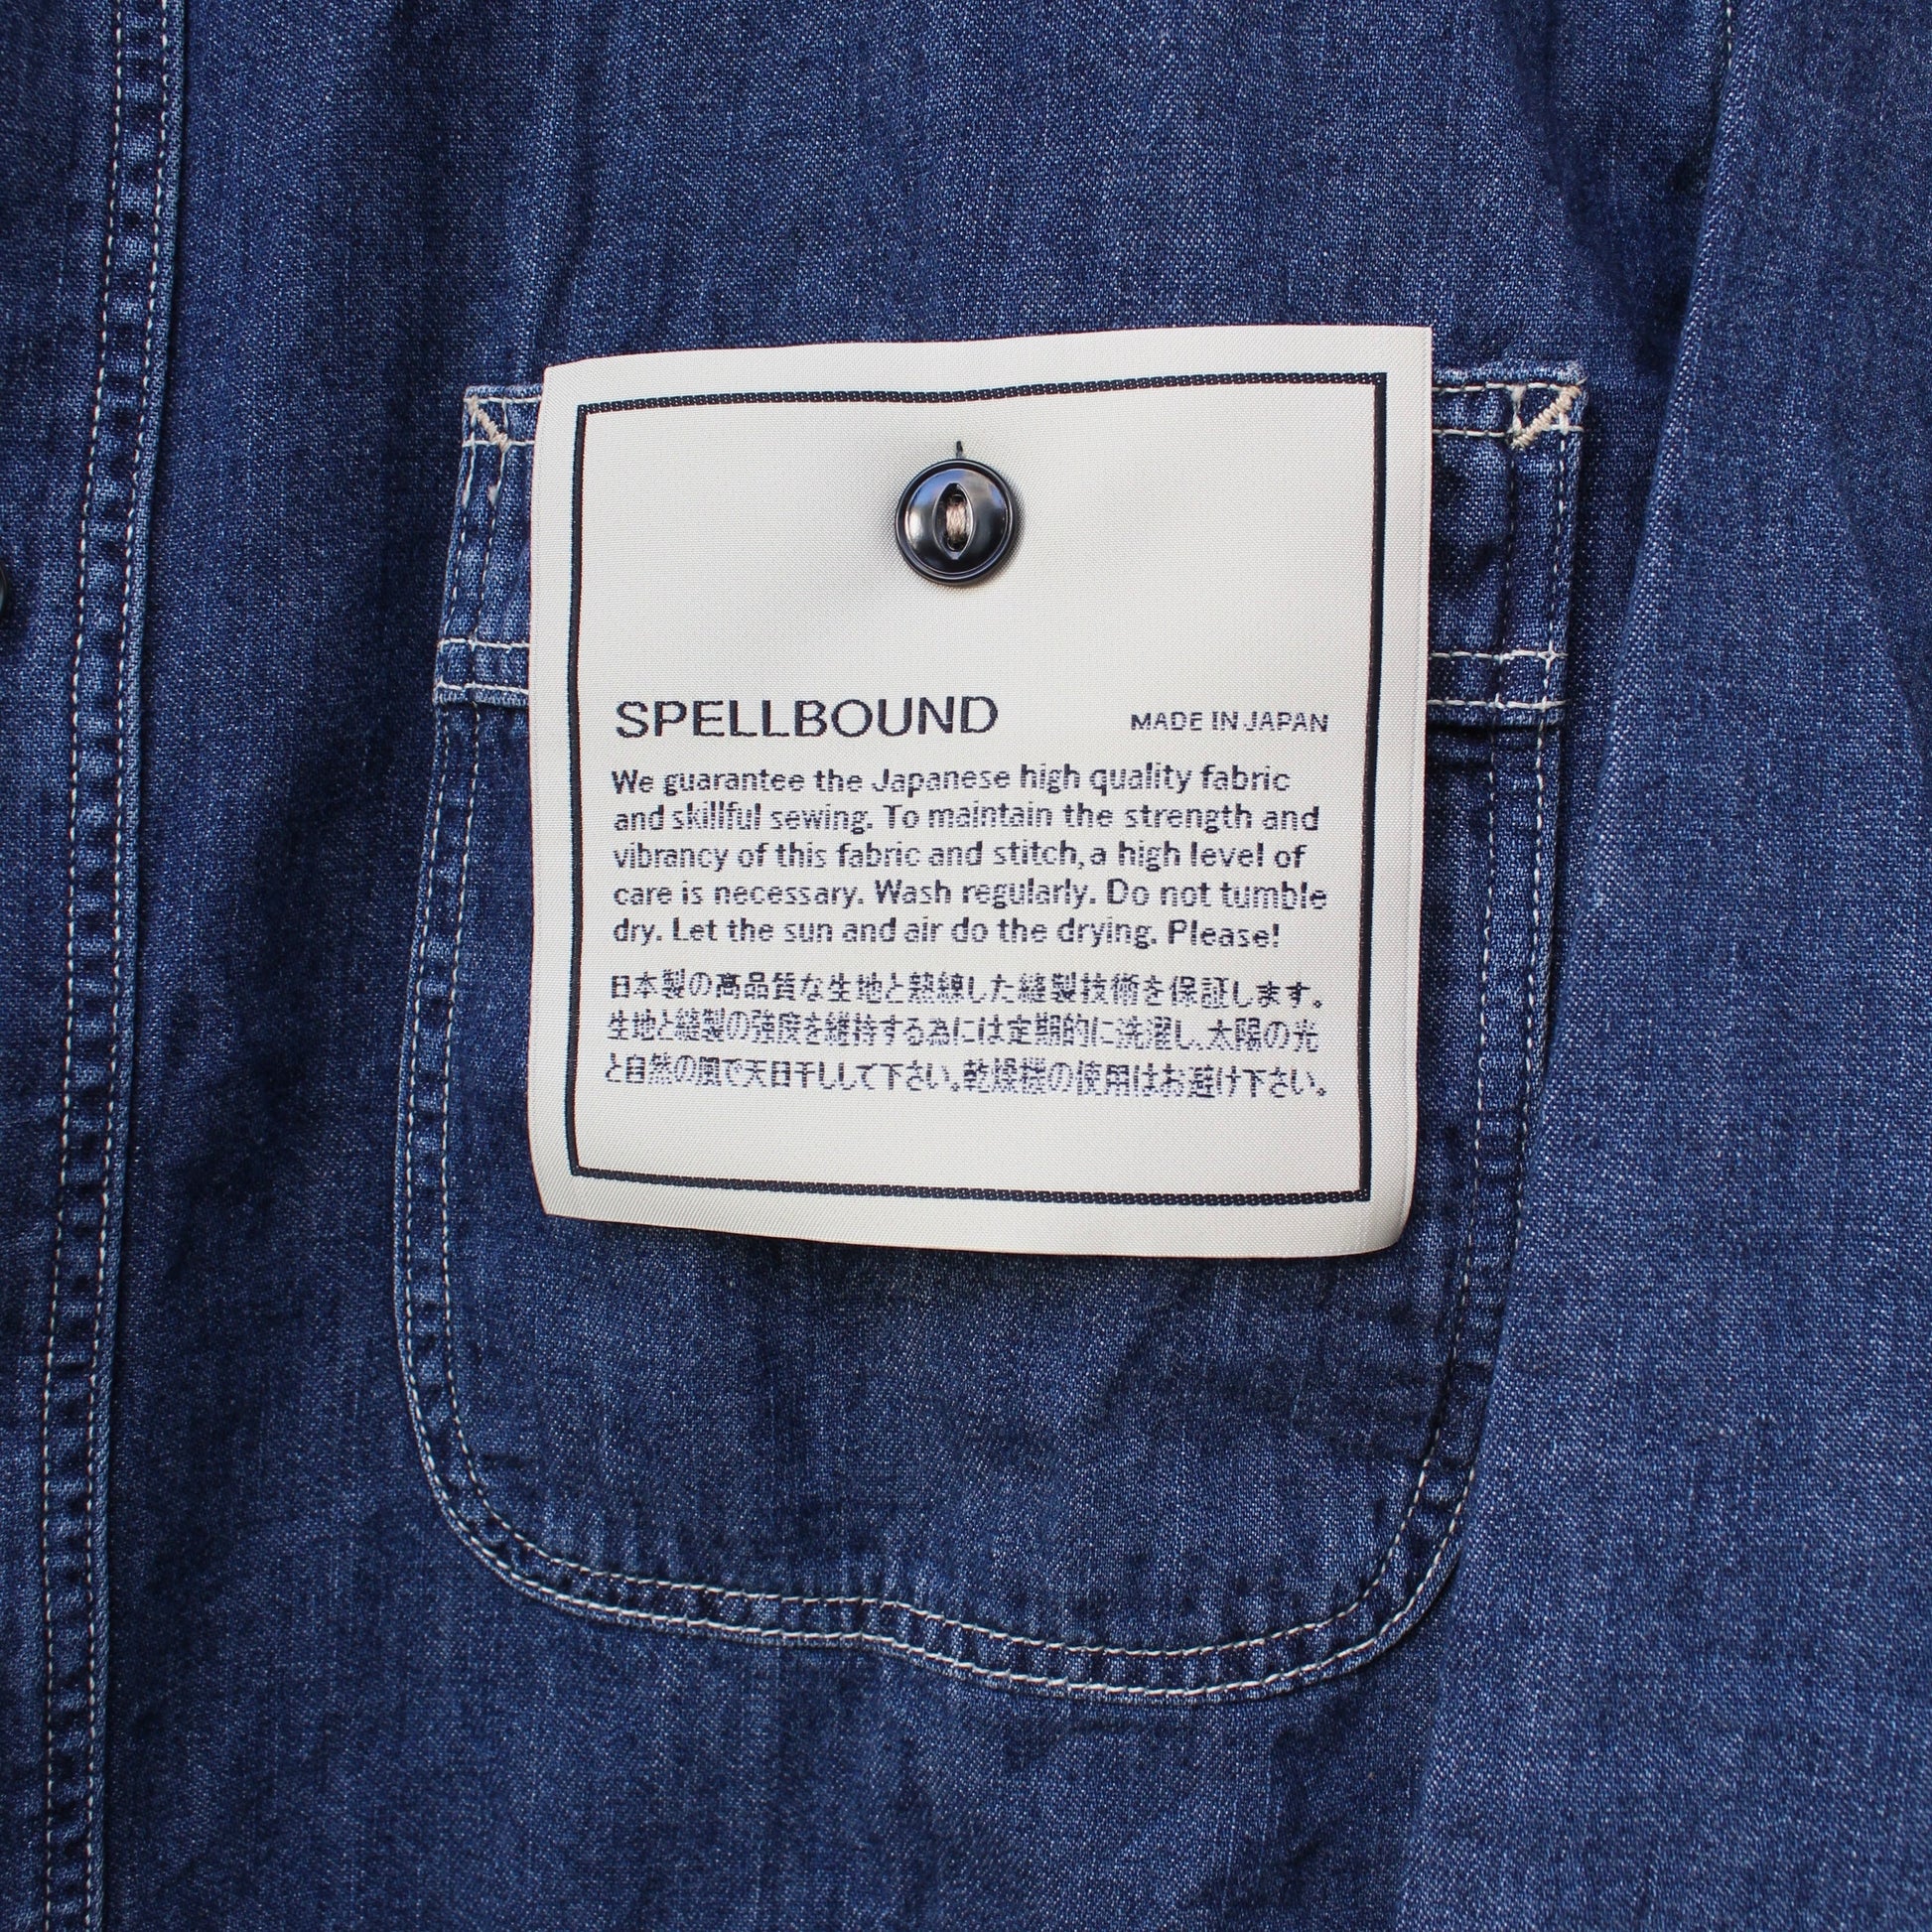 SPELLBOUND MADE IN JAPAN
We guarantee the Japanese high quality fabric
and skillful sewing. To maintain the strength and
vibrancy of this fabric and stitch, a high level of
care is necessary. Wash regularly. Do not tumble
dry. Let the sun and air do the drying. Please!
日本製の高品質な生地と熟練した縫製技術を保証します。
生地と縫製の強度を維持する為には定期的に洗濯し、太陽の光
と自然の風で天日干しして下さい。乾燥機の使用はお避け下さい。